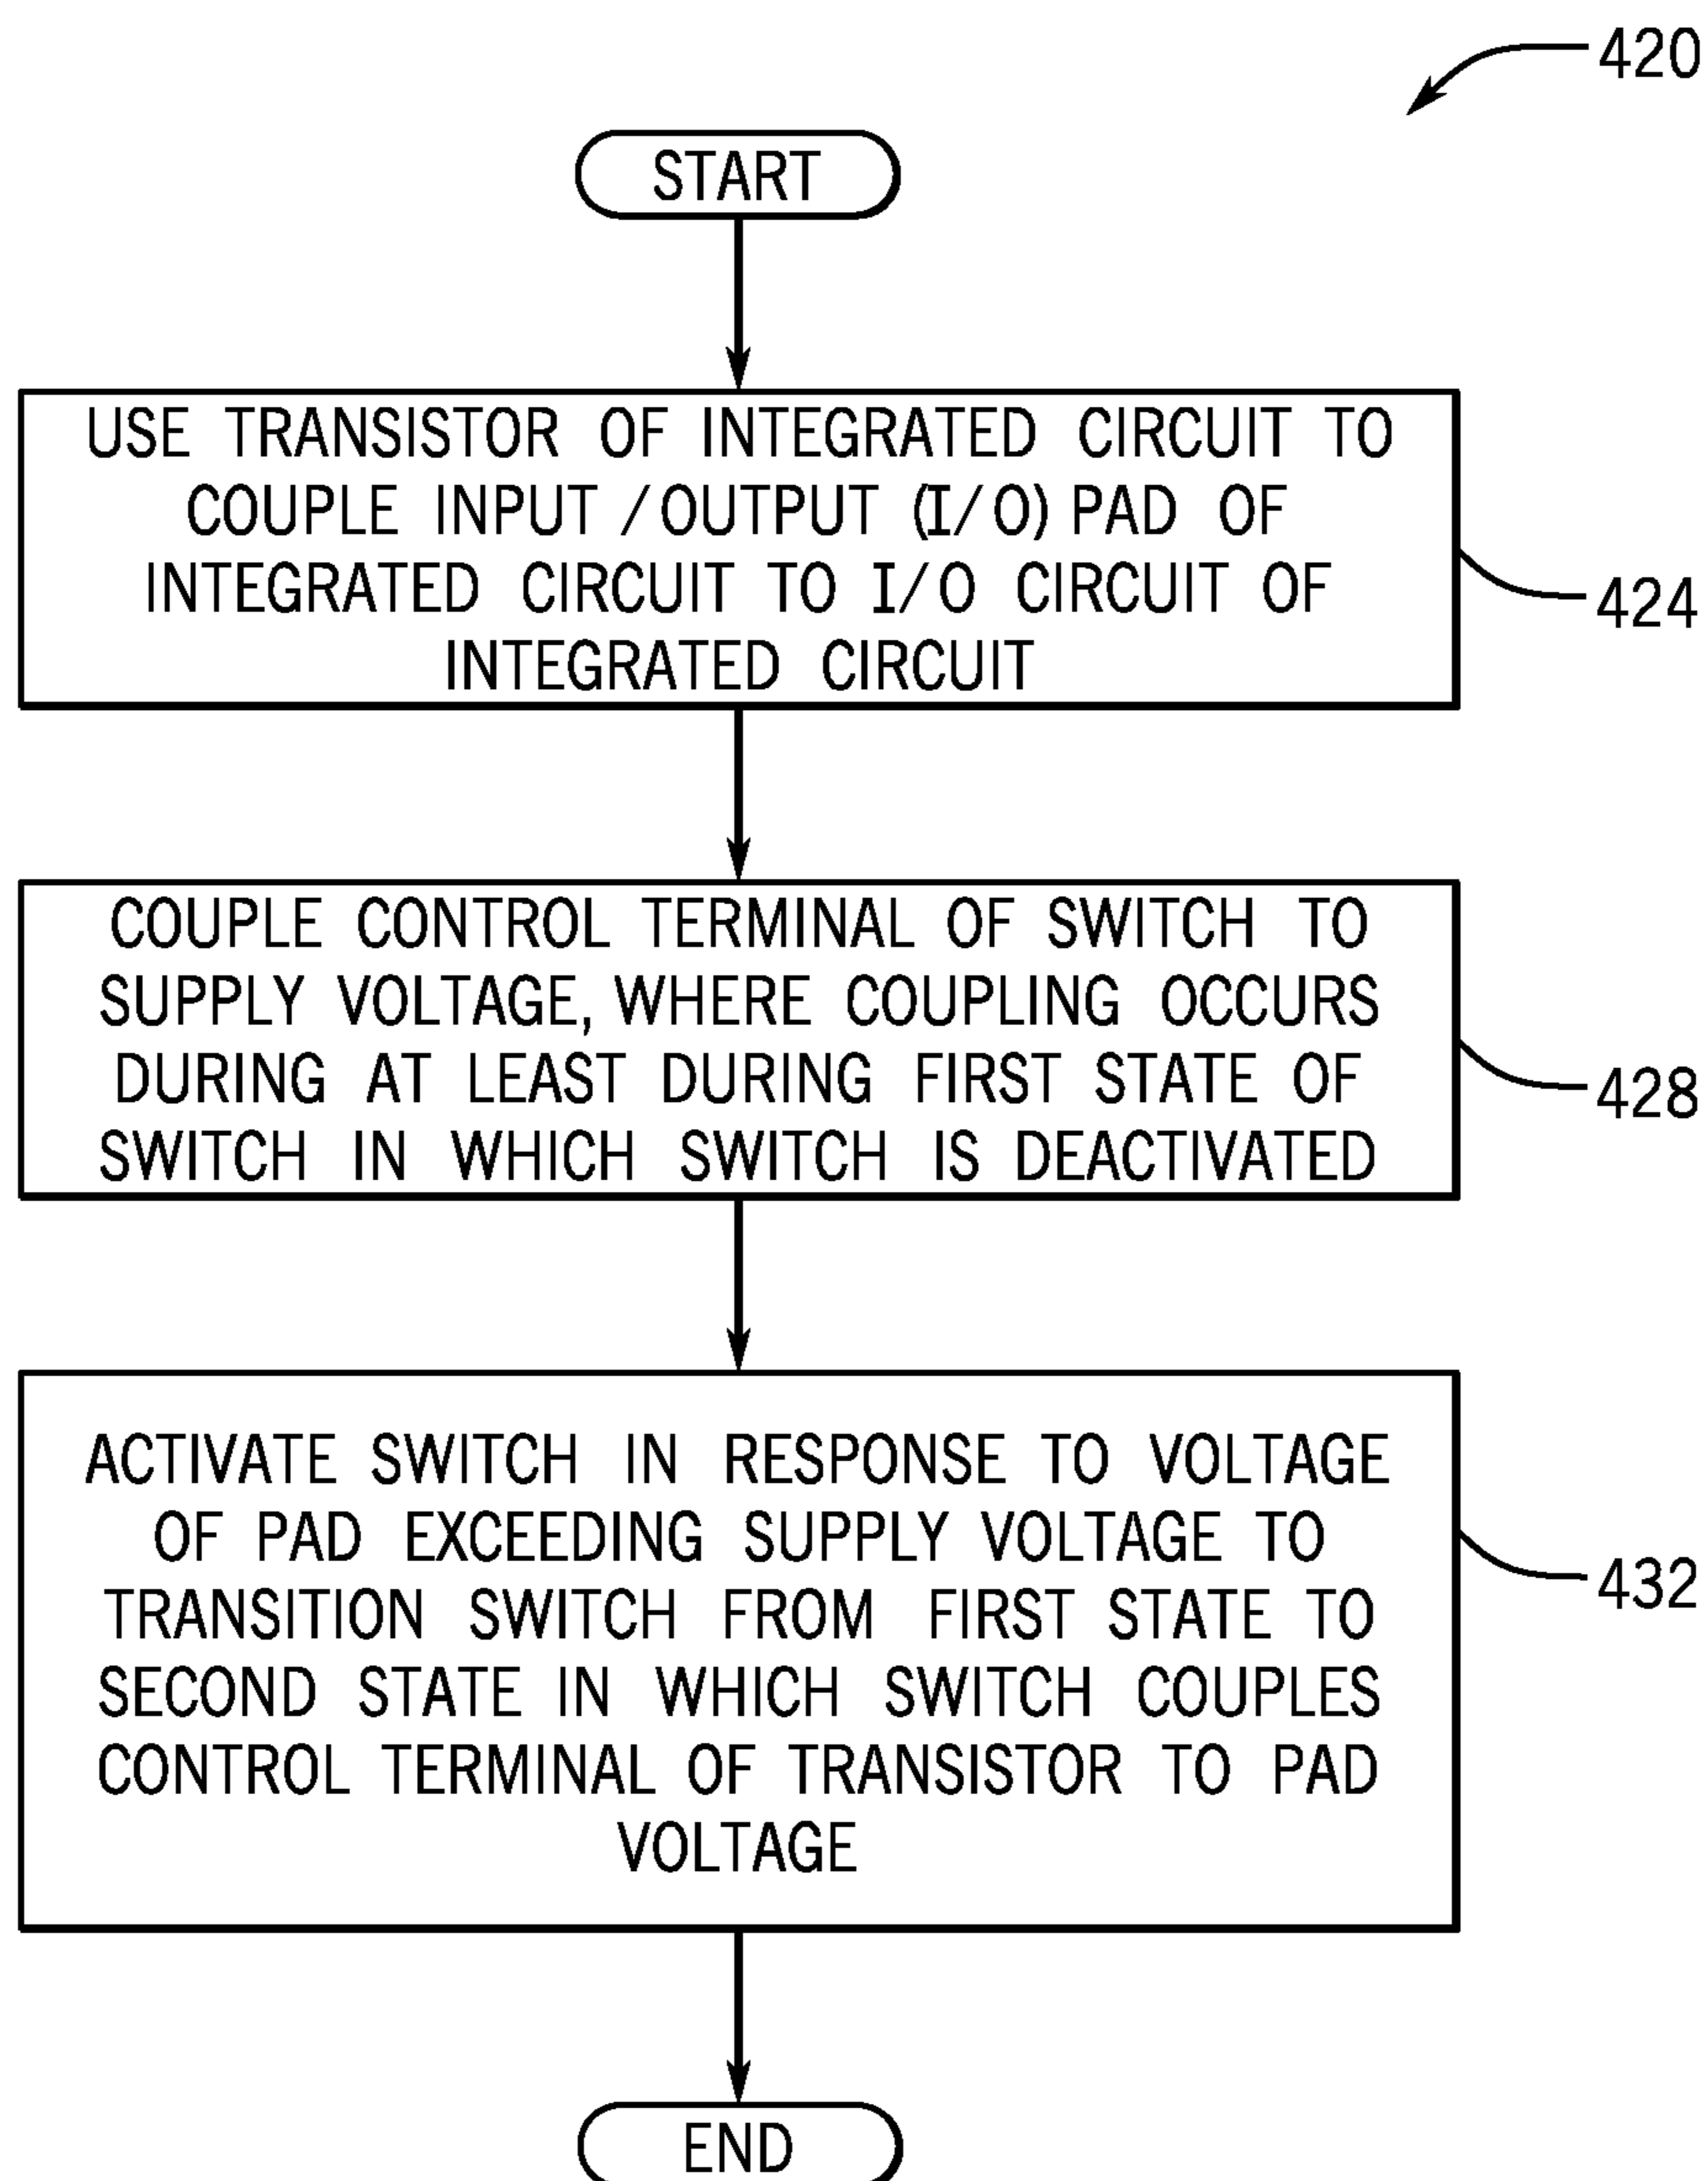 420
START
USE TRANSISTOR OF INTEGRATED CIRCUIT TO
COUPLE INPUT /OUTPUT (I/O) PAD OF
INTEGRATED CIRCUIT TO I/O CIRCUIT OF
INTEGRATED CIRCUIT
424
COUPLE CONTROL TERMINAL OF SWITCH TO
SUPPLY VOLTAGE, WHERE COUPLING OCCURS
DURING AT LEAST DURING FIRST STATE OF
SWITCH IN WHICH SWITCH IS DEACTIVATED
428
ACTIVATE SWITCH IN RESPONSE TO VOLTAGE
OF PAD EXCEEDING SUPPLY VOLTAGE TO
TRANSITION SWITCH FROM FIRST STATE TO
SECOND STATE IN WHICH SWITCH COUPLES
CONTROL TERMINAL OF TRANSISTOR TO PAD
VOLTAGE
432
END